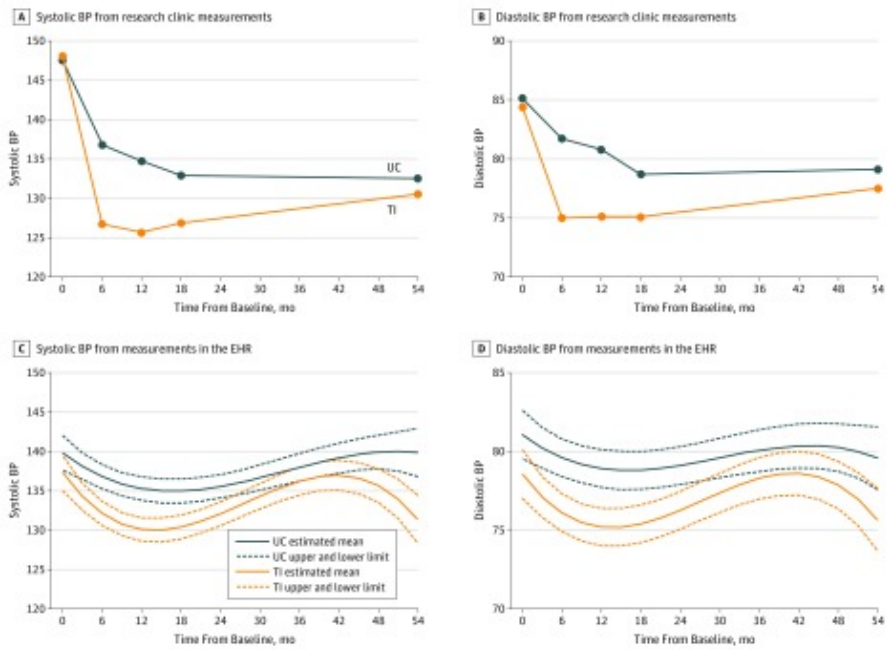 A Systolic BP from research clinic measurements
150
145
140
135
130
125
120
Systolic BP
UC
TI
0 6 12 18 24 30 36 42 48 54
Time From Baseline, mo
B Diastolic BP from research clinic measurements
90
85
80
75
70
Diastolic BP
0 6 12 18 24 30 36 42 48 54
Time From Baseline, mo
C Systolic BP from measurements in the EHR
150
145
140
135
130
125
120
Systolic BP
UC estimated mean
UC upper and lower limit
TI estimated mean
TI upper and lower limit
0 6 12 18 24 30 36 42 48 54
Time From Baseline, mo
D Diastolic BP from measurements in the EHR
85
80
75
70
Diastolic BP
0 6 12 18 24 30 36 42 48 54
Time From Baseline, mo